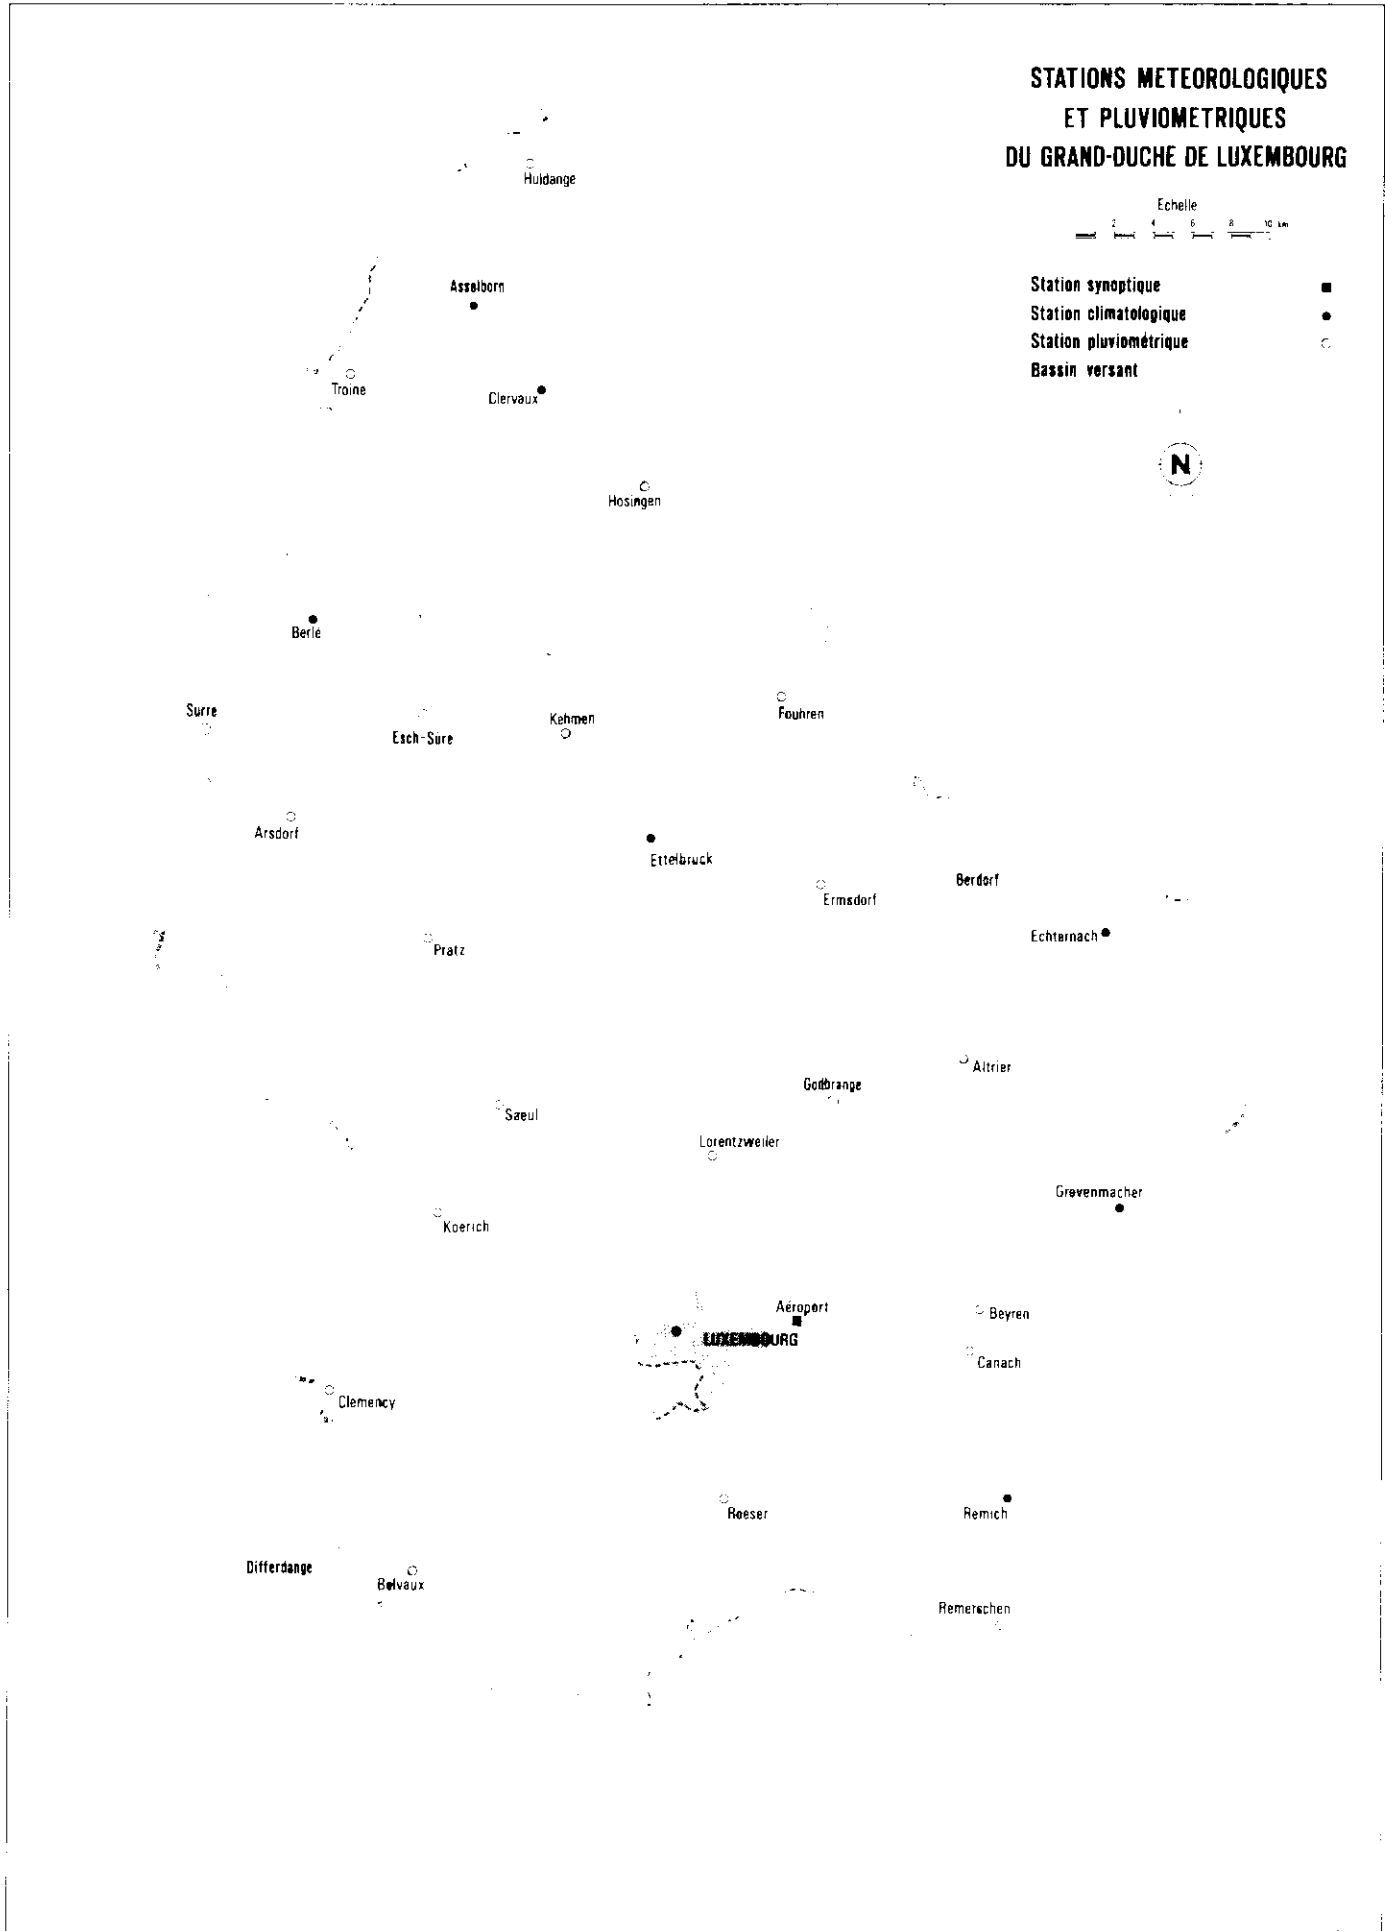 STATIONS METEOROLOGIQUES
ET PLUVIOMETRIQUES
DU GRAND-DUCHE DE LUXEMBOURG
Echelle
2 4 6 8 10 km
Station synoptique
Station climatologique
Station pluviométrique
Bassin versant
N
Huldange
Asselborn
Troine
Clervaux
Hosingen
Berlé
Surre
Esch-Sûre
Kehmen
Fouhren
Arsdorf
Ettelbruck
Ermsdorf
Berdorf
Echternach
Pratz
Altrier
Godbrange
Saeul
Lorentzweiler
Grevenmacher
Koerich
Aéroport
Beyren
LUXEMBOURG
Canach
Clemency
Roeser
Remich
Differdange
Belvaux
Remerschen